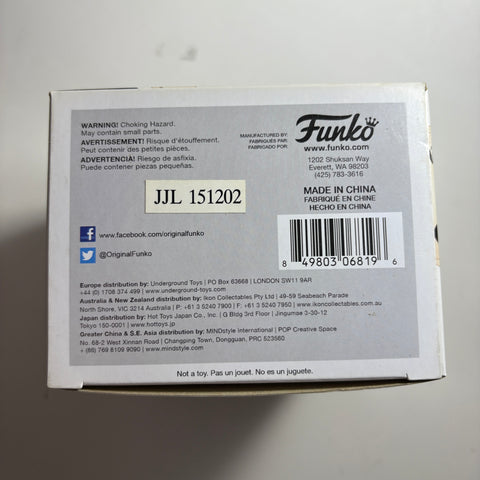 WARNING! Choking Hazard.
May contain small parts.
AVERTISSEMENT! Risque d'étouffement.
Peut contenir des petites pièces.
ADVERTENCIA! Riesgo de asfixia.
Puede contener piezas pequeñas.
MANUFACTURED BY
FABRIQUÉS PAR
FABRICADO POR
Funko
www.funko.com
1202 Shuksan Way
Everett, WA 98203
(425) 783-3616
MADE IN CHINA
FABRIQUÉ EN CHINE
HECHO EN CHINA
JJL 151202
8 49803 06819 6
www.facebook.com/originalfunko
@OriginalFunko
Europe distribution by: Underground Toys | PO Box 63668 | LONDON SW11 9AR
+44 (0) 1708 374 499 | www.underground-toys.com
Australia & New Zealand distribution by: Ikon Collectables Pty Ltd | 49-59 Seabeach Parade
North Shore, VIC 3214 Australia | P: +61 3 5240 7900 | F: +61 3 5240 7950 | www.ikoncollectables.com.au
Japan distribution by: Hot Toys Japan Co., Inc. | G Bldg 3rd Floor | Jingumae 3-30-12
Tokyo 150-0001 | www.hottoys.jp
Greater China & S.E. Asia distribution by: MINDstyle International | POP Creative Space
No. 68-2 West Xinnan Road | Changping Town, Dongguan, PRC 523560
+ (86) 769 8109 9090 | www.mindstyle.com
Not a toy. Pas un jouet. No es un juguete.